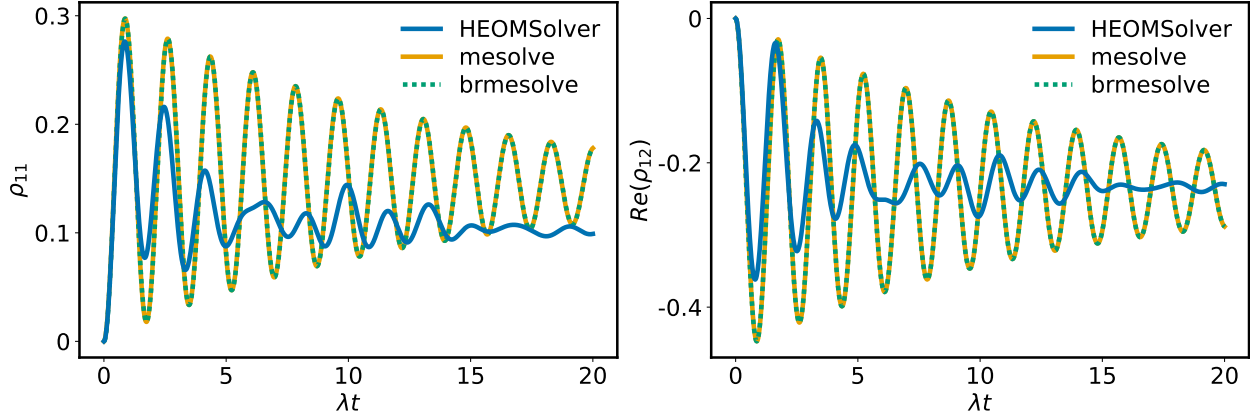 0.3
0.2
0.1
0
ρ11
HEOMSolver
mesolve
brmesolve
0
5
10
15
20
λt
0
-0.2
-0.4
Re(ρ12)
HEOMSolver
mesolve
brmesolve
0
5
10
15
20
λt